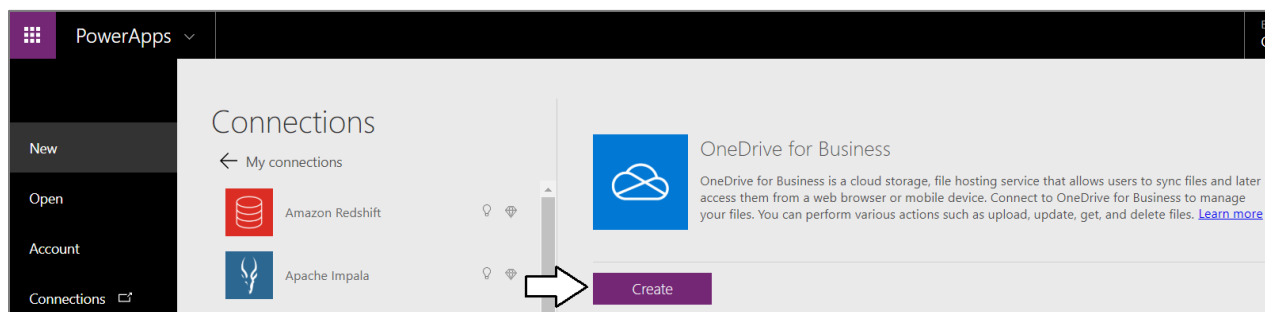 PowerApps
New
Open
Account
Connections
Connections
My connections
Amazon Redshift
Apache Impala
OneDrive for Business
OneDrive for Business is a cloud storage, file hosting service that allows users to sync files and later
access them from a web browser or mobile device. Connect to OneDrive for Business to manage
your files. You can perform various actions such as upload, update, get, and delete files. Learn more
Create